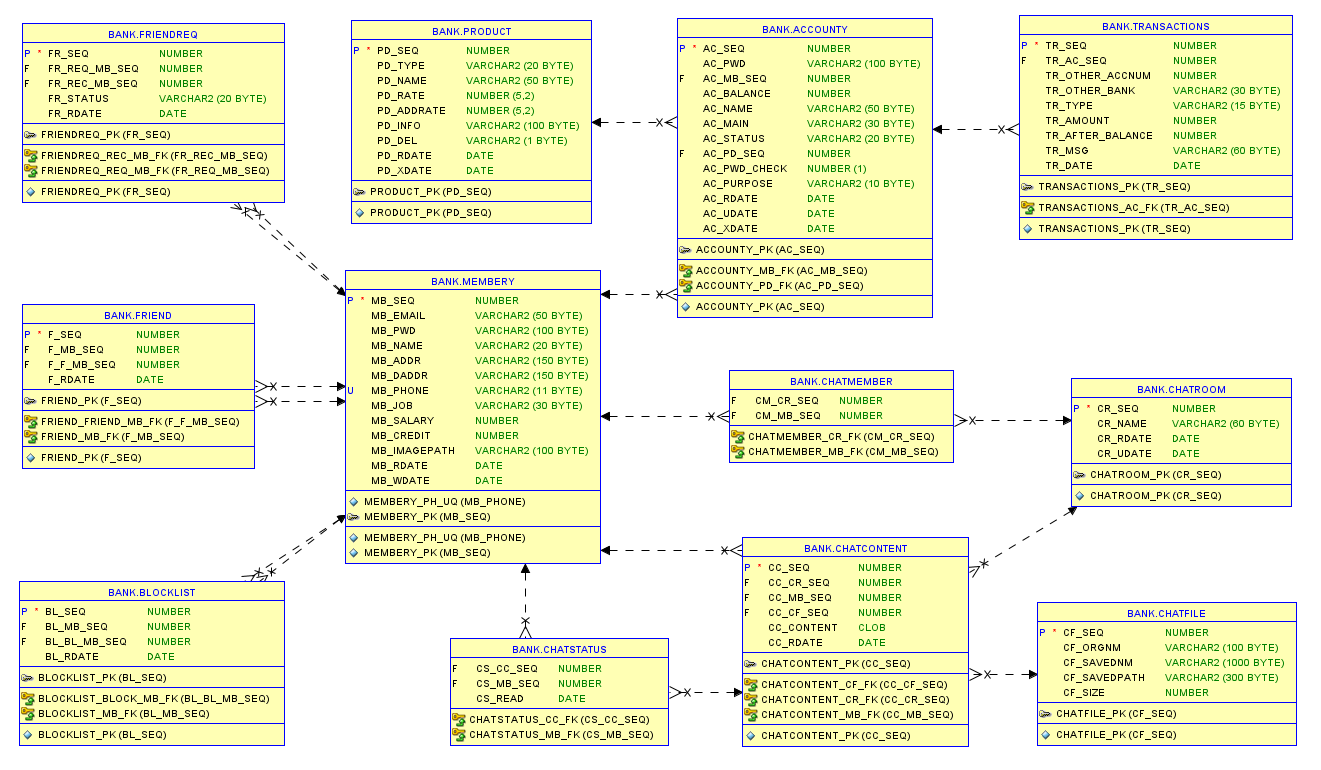 BANK.FRIENDREQ
P * FR_SEQ NUMBER
F FR_REQ_MB_SEQ NUMBER
F FR_REC_MB_SEQ NUMBER
FR_STATUS VARCHAR2 (20 BYTE)
FR_RDATE DATE
FRIENDREQ_PK (FR_SEQ)
FRIENDREQ_REC_MB_FK (FR_REC_MB_SEQ)
FRIENDREQ_REQ_MB_FK (FR_REQ_MB_SEQ)
FRIENDREQ_PK (FR_SEQ)
BANK.PRODUCT
P * PD_SEQ NUMBER
PD_TYPE VARCHAR2 (20 BYTE)
PD_NAME VARCHAR2 (50 BYTE)
PD_RATE NUMBER (5,2)
PD_ADDRATE NUMBER (5,2)
PD_INFO VARCHAR2 (100 BYTE)
PD_DEL VARCHAR2 (1 BYTE)
PD_RDATE DATE
PD_XDATE DATE
PRODUCT_PK (PD_SEQ)
PRODUCT_PK (PD_SEQ)
BANK.ACCOUNTY
P * AC_SEQ NUMBER
AC_PWD VARCHAR2 (100 BYTE)
F AC_MB_SEQ NUMBER
AC_BALANCE NUMBER
AC_NAME VARCHAR2 (50 BYTE)
AC_MAIN VARCHAR2 (30 BYTE)
AC_STATUS VARCHAR2 (20 BYTE)
F AC_PD_SEQ NUMBER
AC_PWD_CHECK NUMBER (1)
AC_PURPOSE VARCHAR2 (10 BYTE)
AC_RDATE DATE
AC_UDATE DATE
AC_XDATE DATE
ACCOUNTY_PK (AC_SEQ)
ACCOUNTY_MB_FK (AC_MB_SEQ)
ACCOUNTY_PD_FK (AC_PD_SEQ)
ACCOUNTY_PK (AC_SEQ)
BANK.TRANSACTIONS
P * TR_SEQ NUMBER
F TR_AC_SEQ NUMBER
TR_OTHER_ACCNUM NUMBER
TR_OTHER_BANK VARCHAR2 (30 BYTE)
TR_TYPE VARCHAR2 (15 BYTE)
TR_AMOUNT NUMBER
TR_AFTER_BALANCE NUMBER
TR_MSG VARCHAR2 (60 BYTE)
TR_DATE DATE
TRANSACTIONS_PK (TR_SEQ)
TRANSACTIONS_AC_FK (TR_AC_SEQ)
TRANSACTIONS_PK (TR_SEQ)
BANK.FRIEND
P * F_SEQ NUMBER
F F_MB_SEQ NUMBER
F F_F_MB_SEQ NUMBER
F_RDATE DATE
FRIEND_PK (F_SEQ)
FRIEND_FRIEND_MB_FK (F_F_MB_SEQ)
FRIEND_MB_FK (F_MB_SEQ)
FRIEND_PK (F_SEQ)
BANK.MEMBERY
P * MB_SEQ NUMBER
MB_EMAIL VARCHAR2 (50 BYTE)
MB_PWD VARCHAR2 (100 BYTE)
MB_NAME VARCHAR2 (20 BYTE)
MB_ADDR VARCHAR2 (150 BYTE)
MB_DADDR VARCHAR2 (150 BYTE)
U MB_PHONE VARCHAR2 (11 BYTE)
MB_JOB VARCHAR2 (30 BYTE)
MB_SALARY NUMBER
MB_CREDIT NUMBER
MB_IMAGEPATH VARCHAR2 (100 BYTE)
MB_RDATE DATE
MB_WDATE DATE
MEMBERY_PH_UQ (MB_PHONE)
MEMBERY_PK (MB_SEQ)
MEMBERY_PH_UQ (MB_PHONE)
MEMBERY_PK (MB_SEQ)
BANK.CHATMEMBER
F CM_CR_SEQ NUMBER
F CM_MB_SEQ NUMBER
CHATMEMBER_CR_FK (CM_CR_SEQ)
CHATMEMBER_MB_FK (CM_MB_SEQ)
BANK.CHATROOM
P * CR_SEQ NUMBER
CR_NAME VARCHAR2 (60 BYTE)
CR_RDATE DATE
CR_UDATE DATE
CHATROOM_PK (CR_SEQ)
CHATROOM_PK (CR_SEQ)
BANK.BLOCKLIST
P * BL_SEQ NUMBER
F BL_MB_SEQ NUMBER
F BL_BL_MB_SEQ NUMBER
BL_RDATE DATE
BLOCKLIST_PK (BL_SEQ)
BLOCKLIST_BLOCK_MB_FK (BL_BL_MB_SEQ)
BLOCKLIST_MB_FK (BL_MB_SEQ)
BLOCKLIST_PK (BL_SEQ)
BANK.CHATSTATUS
F CS_CC_SEQ NUMBER
F CS_MB_SEQ NUMBER
CS_READ DATE
CHATSTATUS_CC_FK (CS_CC_SEQ)
CHATSTATUS_MB_FK (CS_MB_SEQ)
BANK.CHATCONTENT
P * CC_SEQ NUMBER
F CC_CR_SEQ NUMBER
F CC_MB_SEQ NUMBER
F CC_CF_SEQ NUMBER
CC_CONTENT CLOB
CC_RDATE DATE
CHATCONTENT_PK (CC_SEQ)
CHATCONTENT_CF_FK (CC_CF_SEQ)
CHATCONTENT_CR_FK (CC_CR_SEQ)
CHATCONTENT_MB_FK (CC_MB_SEQ)
CHATCONTENT_PK (CC_SEQ)
BANK.CHATFILE
P * CF_SEQ NUMBER
CF_ORGNM VARCHAR2 (100 BYTE)
CF_SAVEDNM VARCHAR2 (1000 BYTE)
CF_SAVEDPATH VARCHAR2 (300 BYTE)
CF_SIZE NUMBER
CHATFILE_PK (CF_SEQ)
CHATFILE_PK (CF_SEQ)